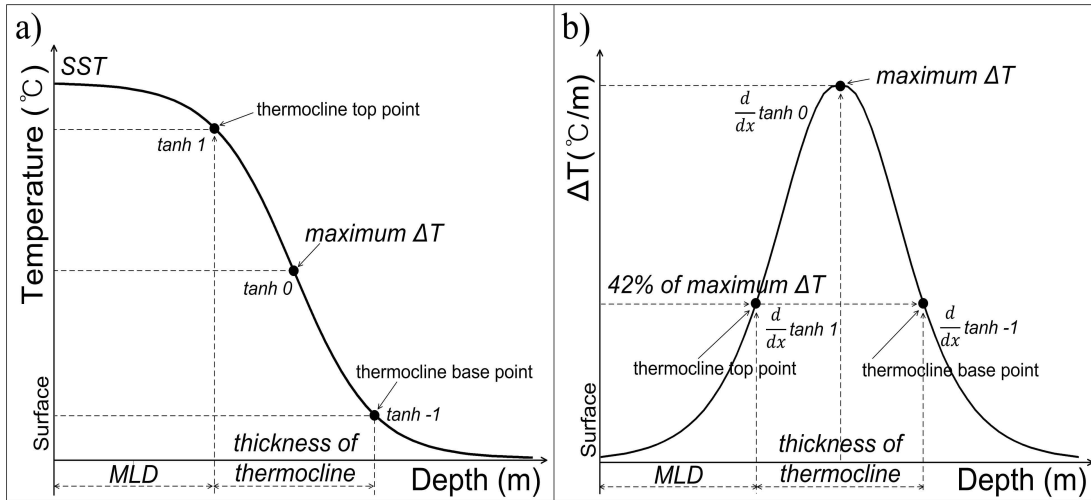 a)
Temperature (℃)
Surface
SST
thermocline top point
tanh 1
maximum ΔT
tanh 0
thermocline base point
tanh -1
thickness of
thermocline
MLD
Depth (m)
b)
ΔT(℃/m)
Surface
maximum ΔT
d/dx tanh 0
42% of maximum ΔT
d/dx tanh 1
d/dx tanh -1
thermocline top point
thermocline base point
thickness of
thermocline
MLD
Depth (m)